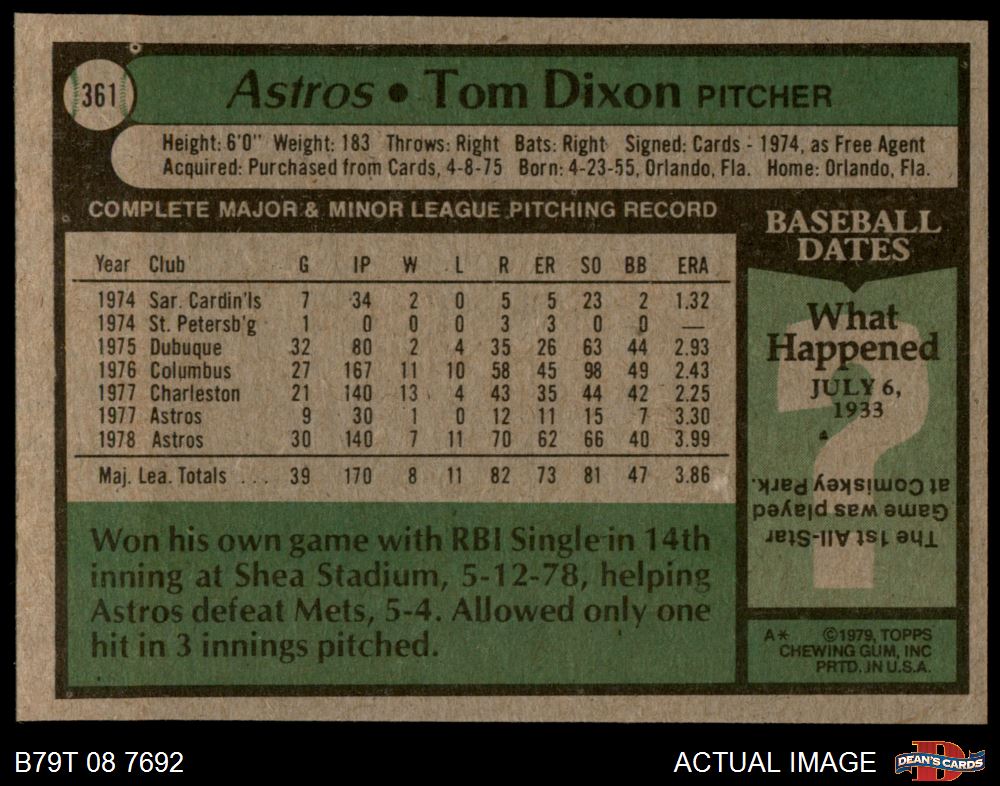 361
Astros • Tom Dixon PITCHER
Height: 6'0" Weight: 183 Throws: Right Bats: Right Signed: Cards - 1974, as Free Agent
Acquired: Purchased from Cards, 4-8-75 Born: 4-23-55, Orlando, Fla. Home: Orlando, Fla.
COMPLETE MAJOR & MINOR LEAGUE PITCHING RECORD
Year Club G IP W L R ER SO BB ERA
1974 Sar. Cardin'ls 7 34 2 0 5 5 23 2 1.32
1974 St. Petersb'g 1 0 0 0 3 3 0 0 —
1975 Dubuque 32 80 2 4 35 26 63 44 2.93
1976 Columbus 27 167 11 10 58 45 98 49 2.43
1977 Charleston 21 140 13 4 43 35 44 42 2.25
1977 Astros 9 30 1 0 12 11 15 7 3.30
1978 Astros 30 140 7 11 70 62 66 40 3.99
Maj. Lea. Totals ... 39 170 8 11 82 73 81 47 3.86
Won his own game with RBI Single in 14th
inning at Shea Stadium, 5-12-78, helping
Astros defeat Mets, 5-4. Allowed only one
hit in 3 innings pitched.
BASEBALL
DATES
What
Happened
JULY 6,
1933
?
The 1st All-Star
Game was played
at Comiskey Park.
A* ©1979, TOPPS
CHEWING GUM, INC
PRTD. IN U.S.A.
B79T 08 7692
ACTUAL IMAGE
D
DEAN'S CARDS